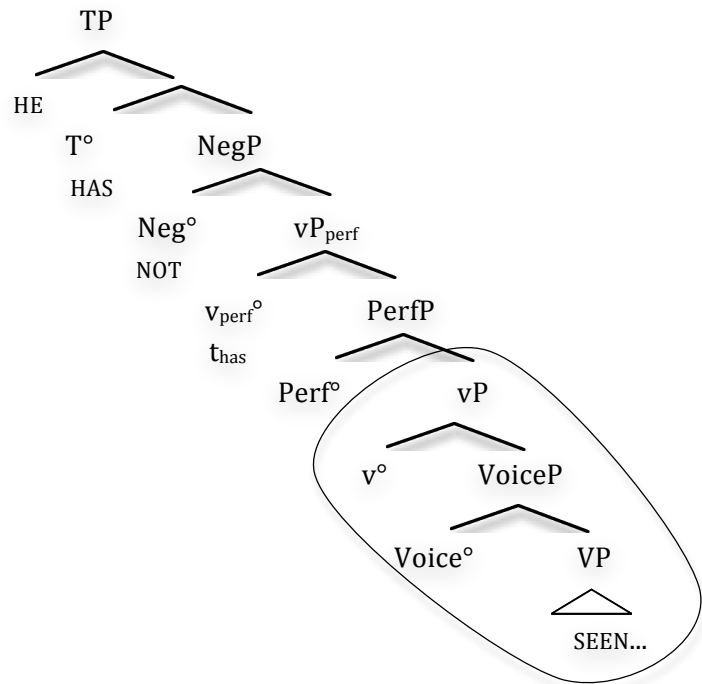 TP
HE
T° NegP
HAS
Neg° vPperf
NOT
vperf° PerfP
thas
Perf° vP
v° VoiceP
Voice° VP
SEEN...